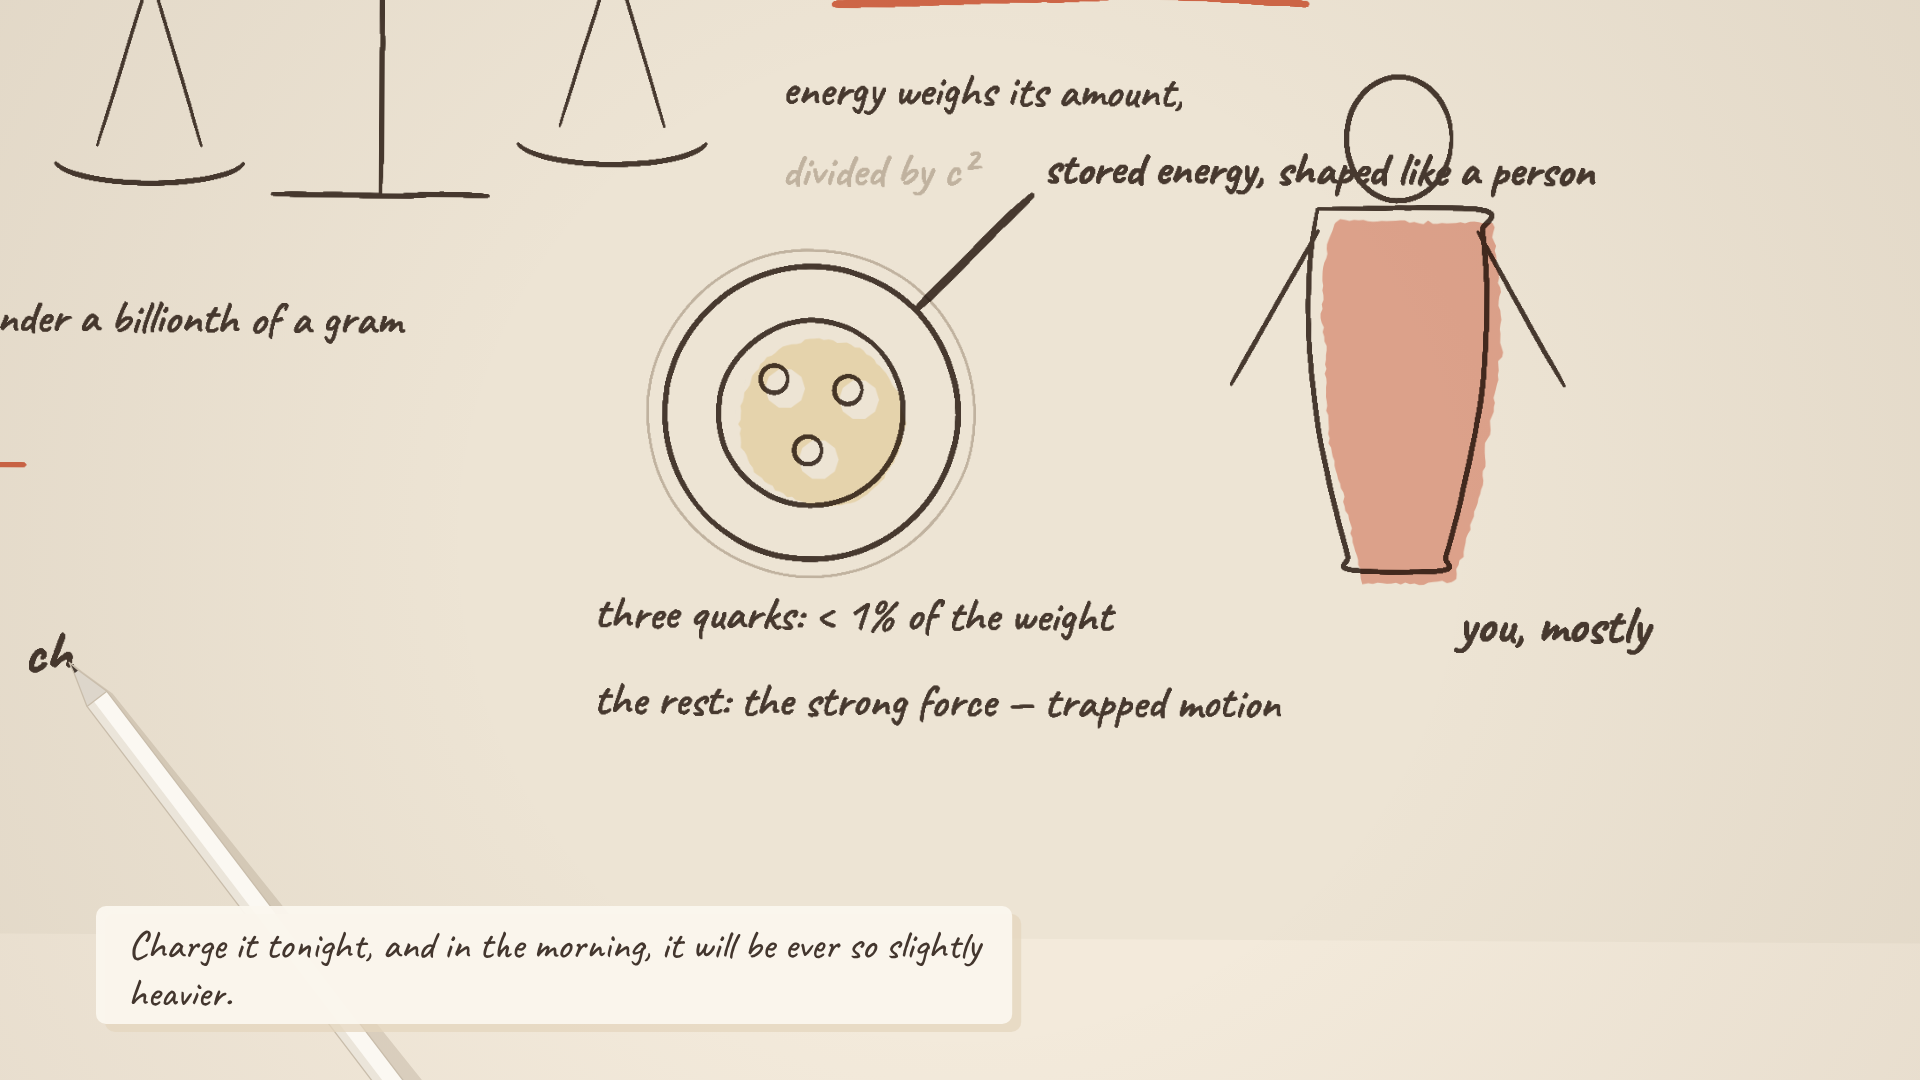 energy weighs its amount,
divided by c²
stored energy, shaped like a person
nder a billionth of a gram
three quarks: < 1% of the weight
you, mostly
ch
the rest: the strong force — trapped motion
Charge it tonight, and in the morning, it will be ever so slightly
heavier.